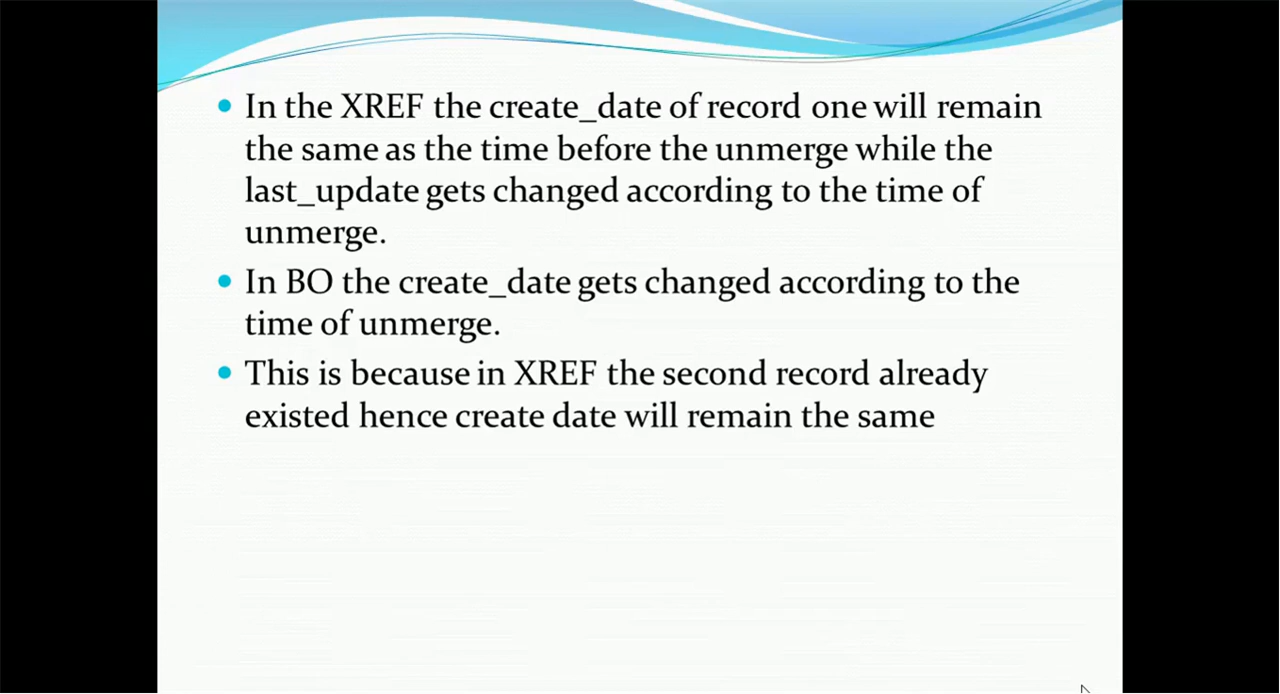 • In the XREF the create_date of record one will remain
the same as the time before the unmerge while the
last_update gets changed according to the time of
unmerge.
• In BO the create_date gets changed according to the
time of unmerge.
• This is because in XREF the second record already
existed hence create date will remain the same